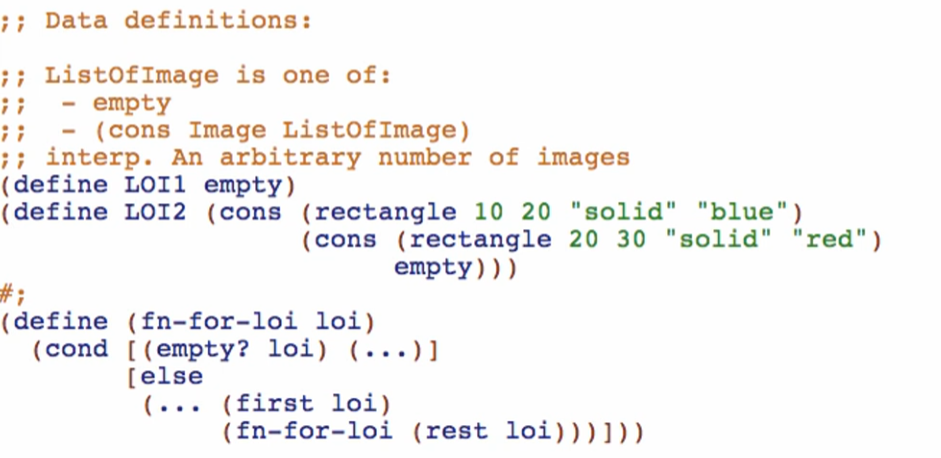 ;; Data definitions:
;; ListOfImage is one of:
;;  - empty
;;  - (cons Image ListOfImage)
;; interp. An arbitrary number of images
(define LOI1 empty)
(define LOI2 (cons (rectangle 10 20 "solid" "blue")
                   (cons (rectangle 20 30 "solid" "red")
                         empty)))
#;
(define (fn-for-loi loi)
  (cond [(empty? loi) (...)]
        [else
         (... (first loi)
              (fn-for-loi (rest loi)))]))